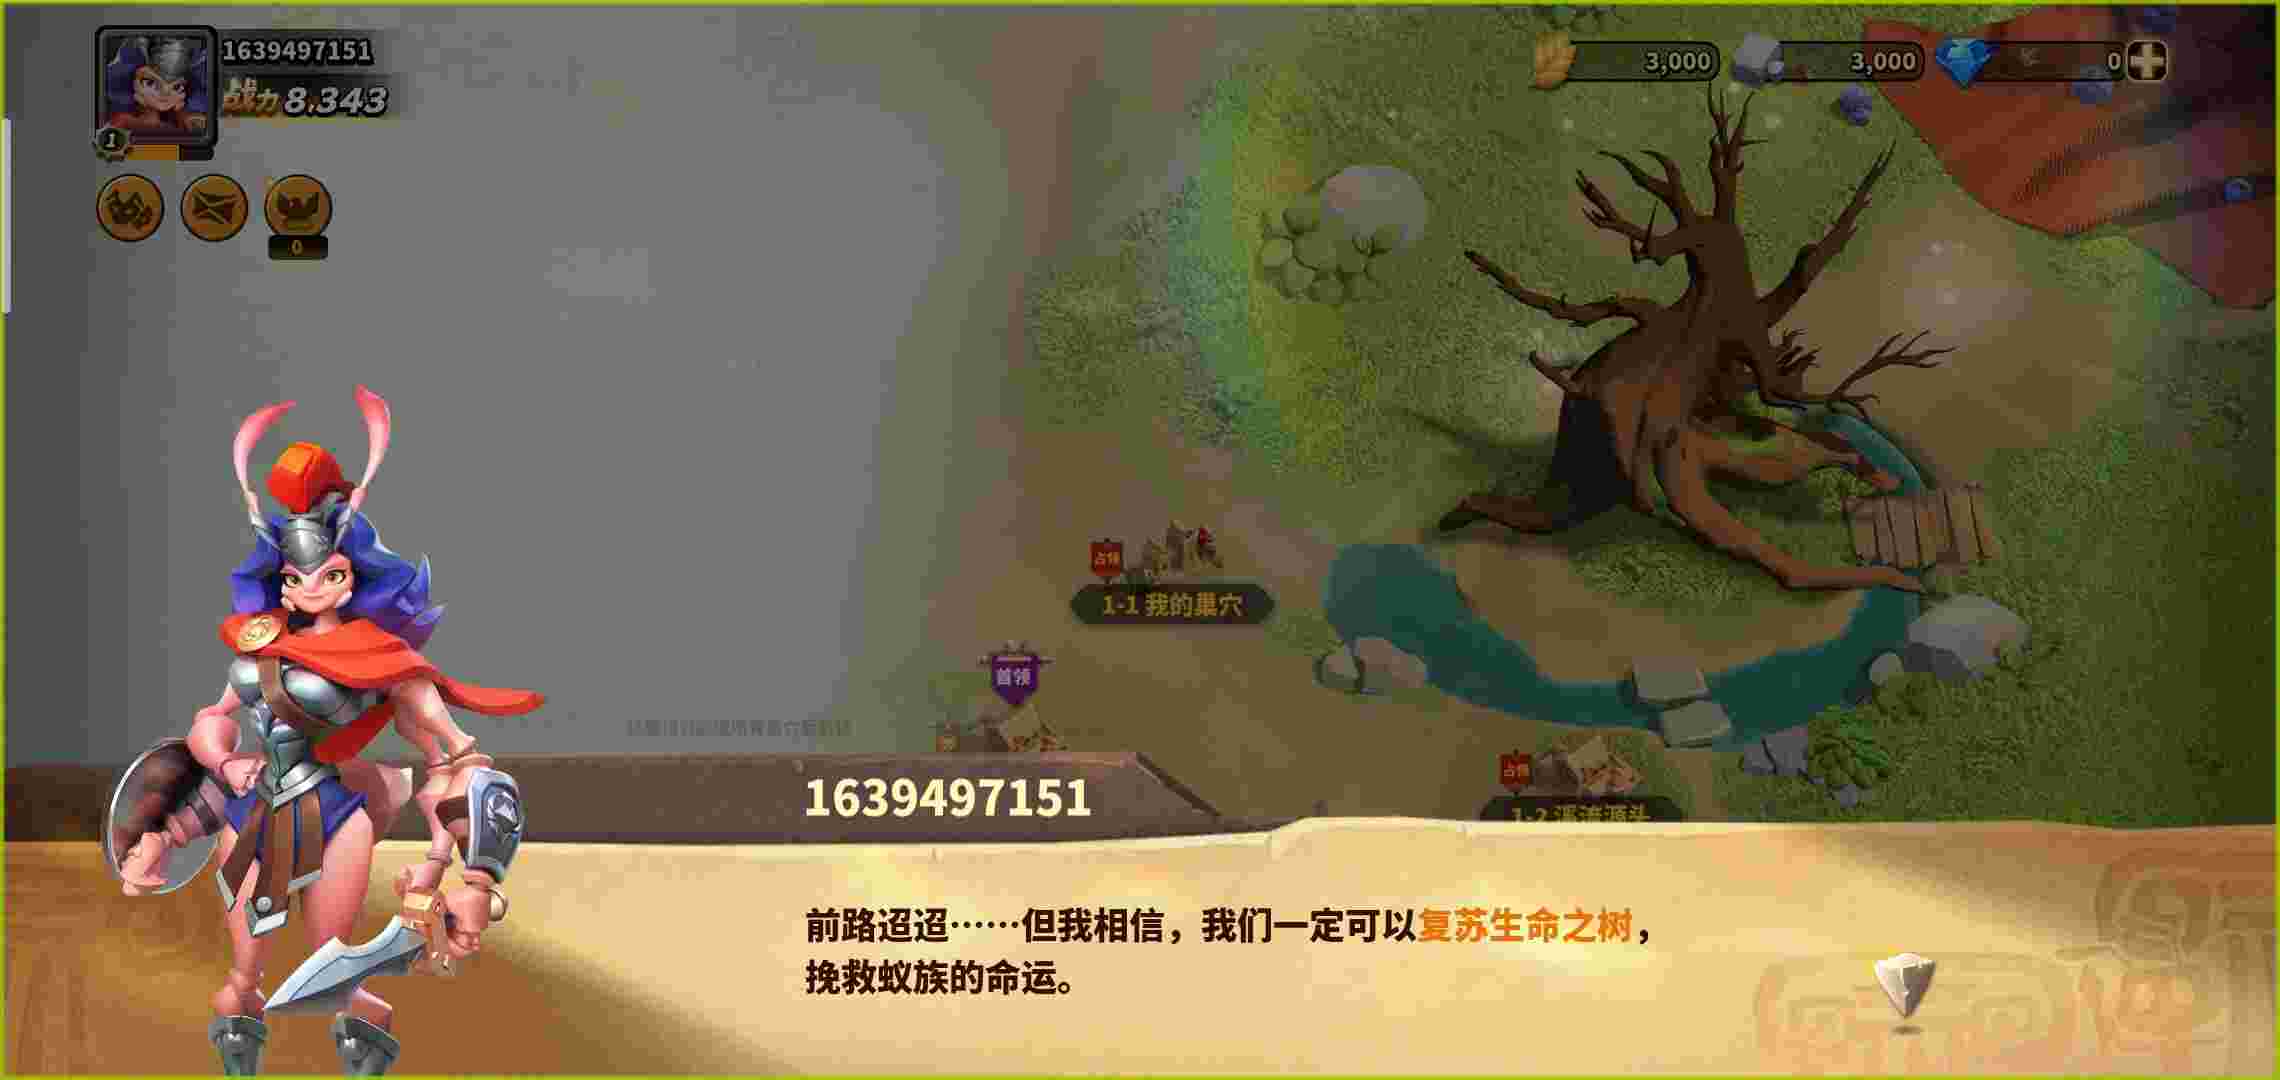 1639497151
战力 8,343
3,000
3,000
0
1
0
占领
1-1 我的巢穴
首领
占领
1639497151
前路迢迢……但我相信，我们一定可以复苏生命之树，
挽救蚁族的命运。